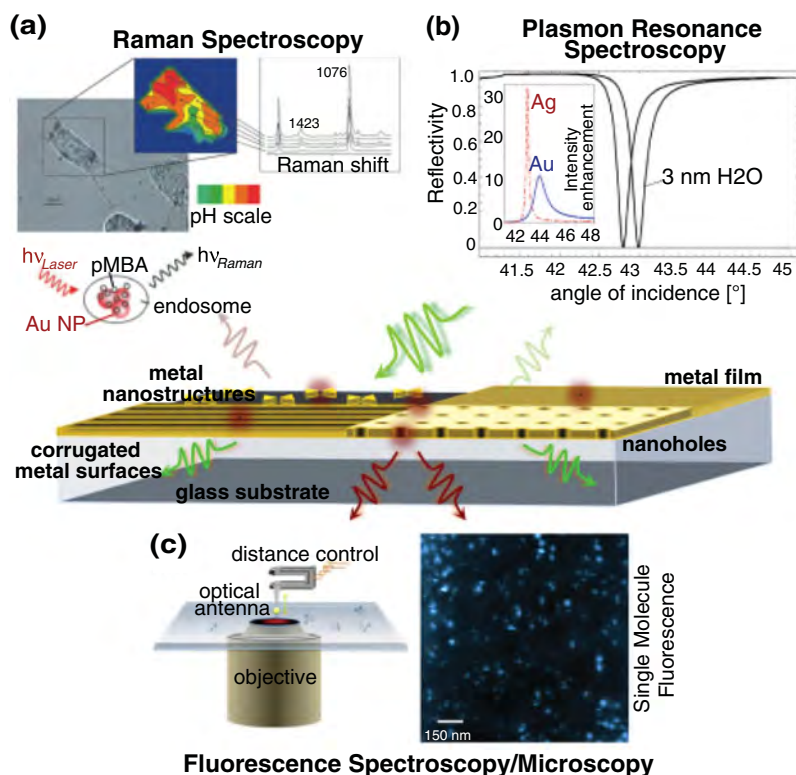 (a)
Raman Spectroscopy
1076
1423
Raman shift
pH scale
hνLaser
pMBA
hνRaman
endosome
Au NP
(b)
Plasmon Resonance
Spectroscopy
Reflectivity
1.0
0.8
0.6
0.4
0.2
0
30
20
10
0
Ag
Au
Intensity
enhancement
42 44 46 48
3 nm H2O
41.5 42 42.5 43 43.5 44 44.5 45
angle of incidence [°]
metal
nanostructures
metal film
corrugated
metal surfaces
nanoholes
glass substrate
(c)
distance control
optical
antenna
objective
150 nm
Single Molecule
Fluorescence
Fluorescence Spectroscopy/Microscopy